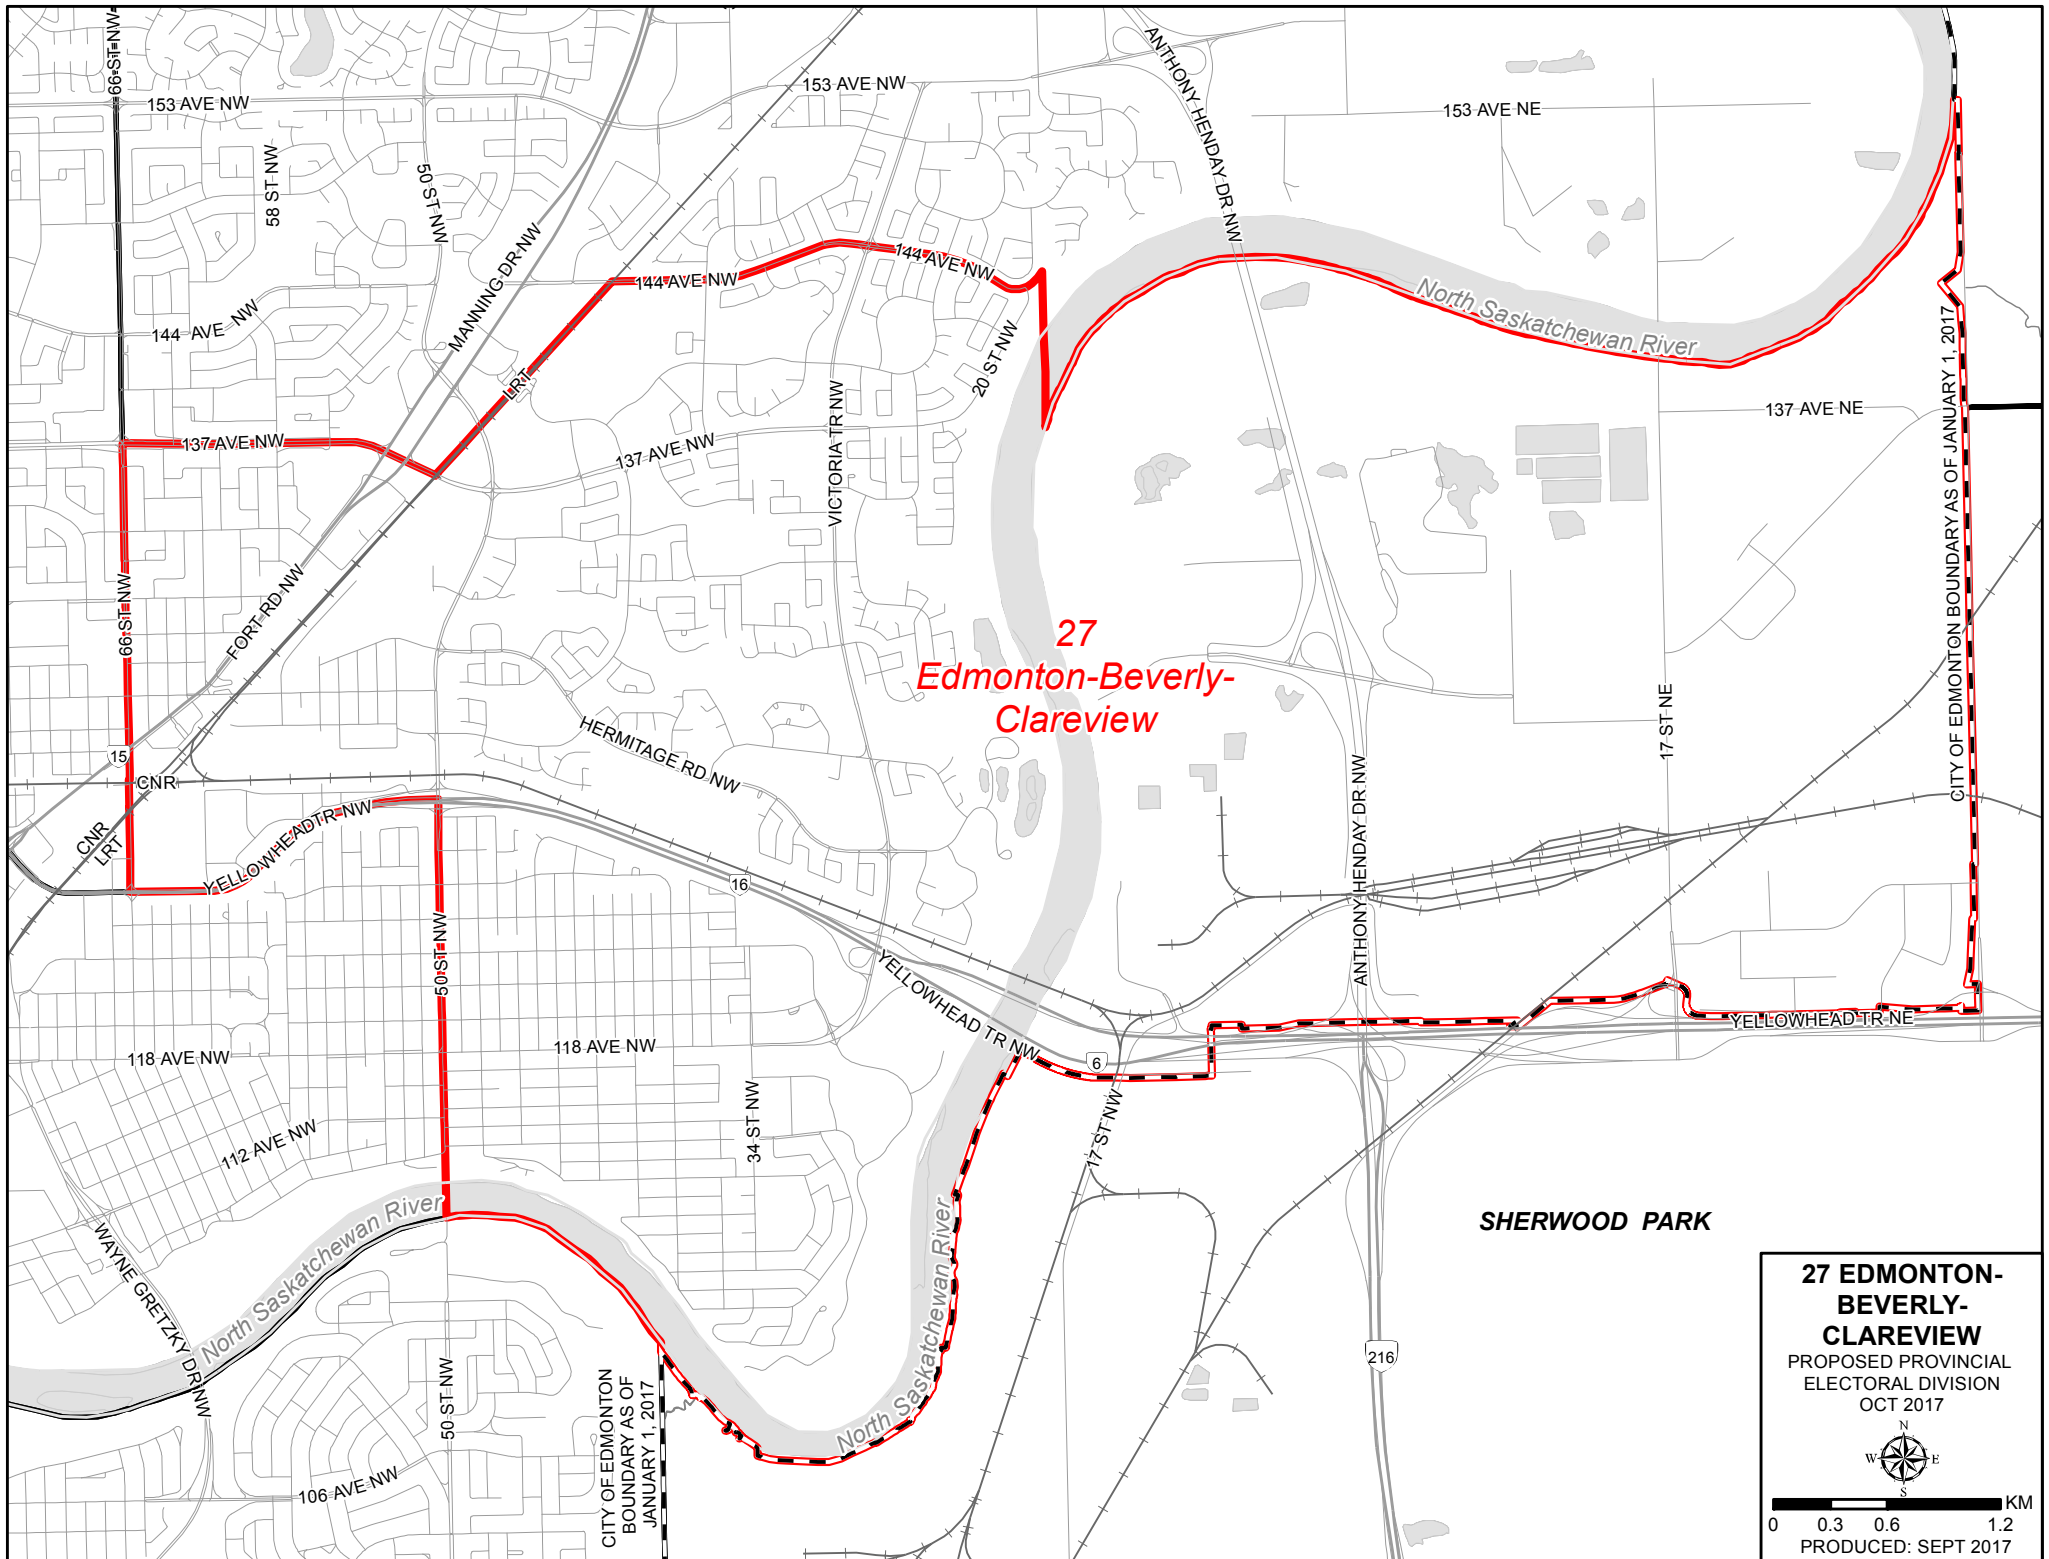 66 ST NW
153 AVE NW
153 AVE NW
ANTHONY HENDAY DR NW
153 AVE NE
58 ST NW
50 ST NW
MANNING DR NW
144 AVE NW
144 AVE NW
144 AVE NW
North Saskatchewan River
CITY OF EDMONTON BOUNDARY AS OF JANUARY 1, 2017
LRT
20 ST NW
VICTORIA TR NW
137 AVE NW
137 AVE NW
137 AVE NE
66 ST NW
FORT RD NW
27
Edmonton-Beverly-
Clareview
17 ST NE
15
CNR
HERMITAGE RD NW
ANTHONY HENDAY DR NW
CNR
LRT
YELLOWHEAD TR NW
16
50 ST NW
YELLOWHEAD TR NW
YELLOWHEAD TR NE
118 AVE NW
118 AVE NW
6
34 ST NW
17 ST NW
112 AVE NW
North Saskatchewan River
WAYNE GRETZKY DR NW
North Saskatchewan River
SHERWOOD PARK
216
50 ST NW
CITY OF EDMONTON
BOUNDARY AS OF
JANUARY 1, 2017
North Saskatchewan River
106 AVE NW
27 EDMONTON-
BEVERLY-
CLAREVIEW
PROPOSED PROVINCIAL
ELECTORAL DIVISION
OCT 2017
N
W E
S
KM
0 0.3 0.6 1.2
PRODUCED: SEPT 2017